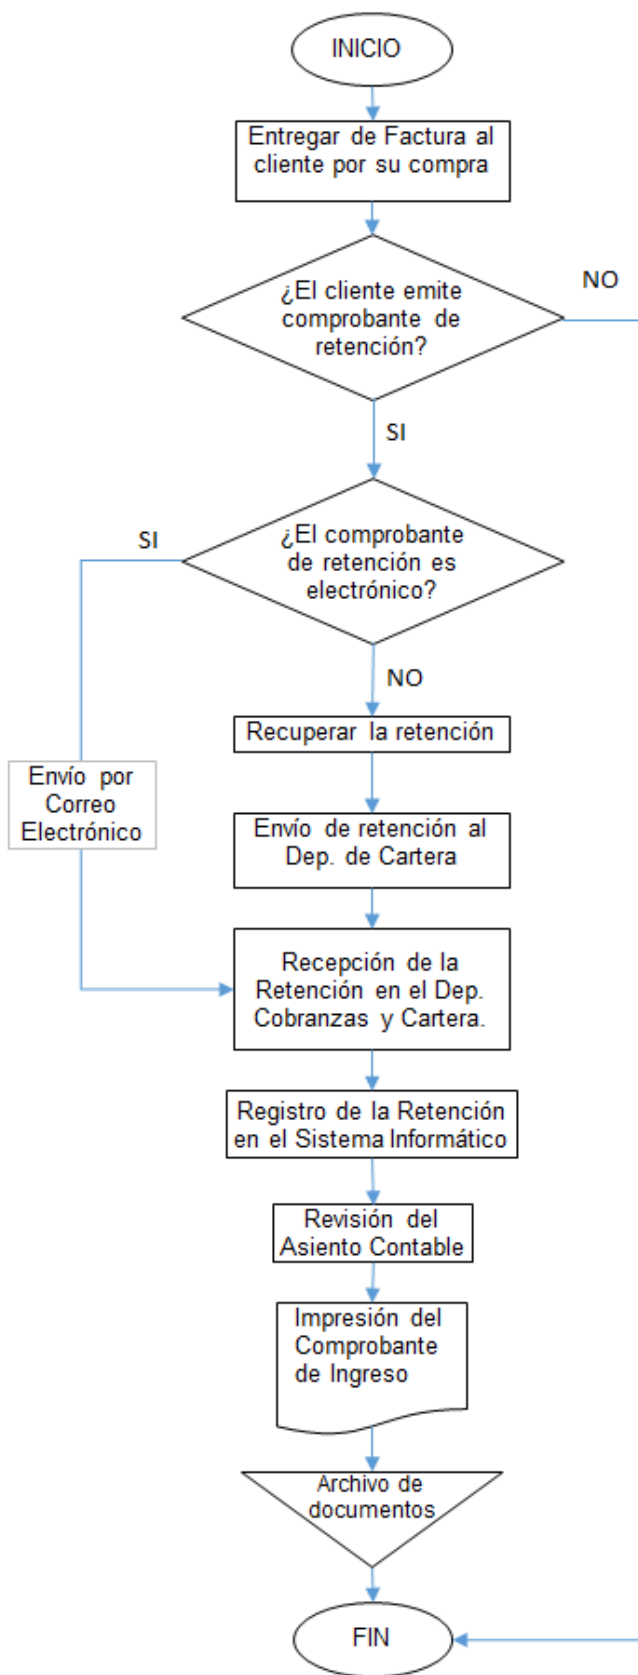 INICIO
Entregar de Factura al
cliente por su compra
¿El cliente emite
comprobante de
retención?
NO
SI
¿El comprobante
de retención es
electrónico?
SI
NO
Recuperar la retención
Envío por
Correo
Electrónico
Envío de retención al
Dep. de Cartera
Recepción de la
Retención en el Dep.
Cobranzas y Cartera.
Registro de la Retención
en el Sistema Informático
Revisión del
Asiento Contable
Impresión del
Comprobante
de Ingreso
Archivo de
documentos
FIN